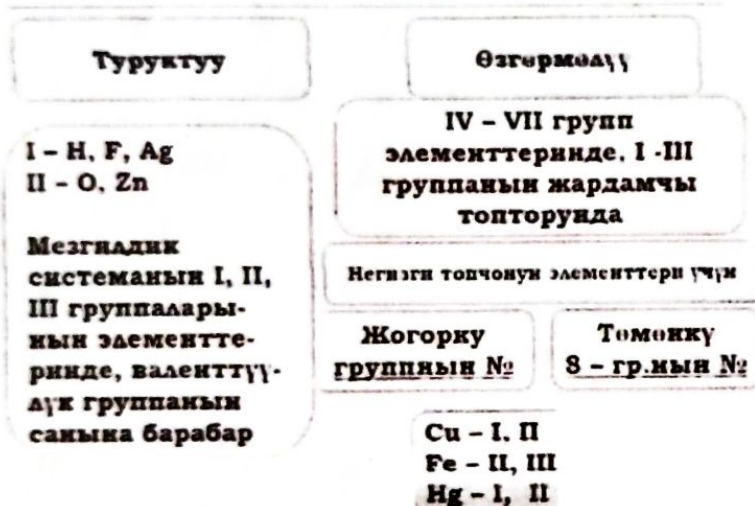 Туруктуу
Өзгөрмөлүү
I – H, F, Ag
II – O, Zn
Мезгилдик
системанын I, II,
III группалары-
нын элементте-
ринде, валенттүү-
лүк группанын
санына барабар
IV – VII групп
элементтеринде, I -III
группанын жардамчы
топторунда
Негизги топчонун элементтери үчүн
Жогорку
группнын №
Төмөнкү
8 – гр.нын №
Cu – I, II
Fe – II, III
Hg – I, II